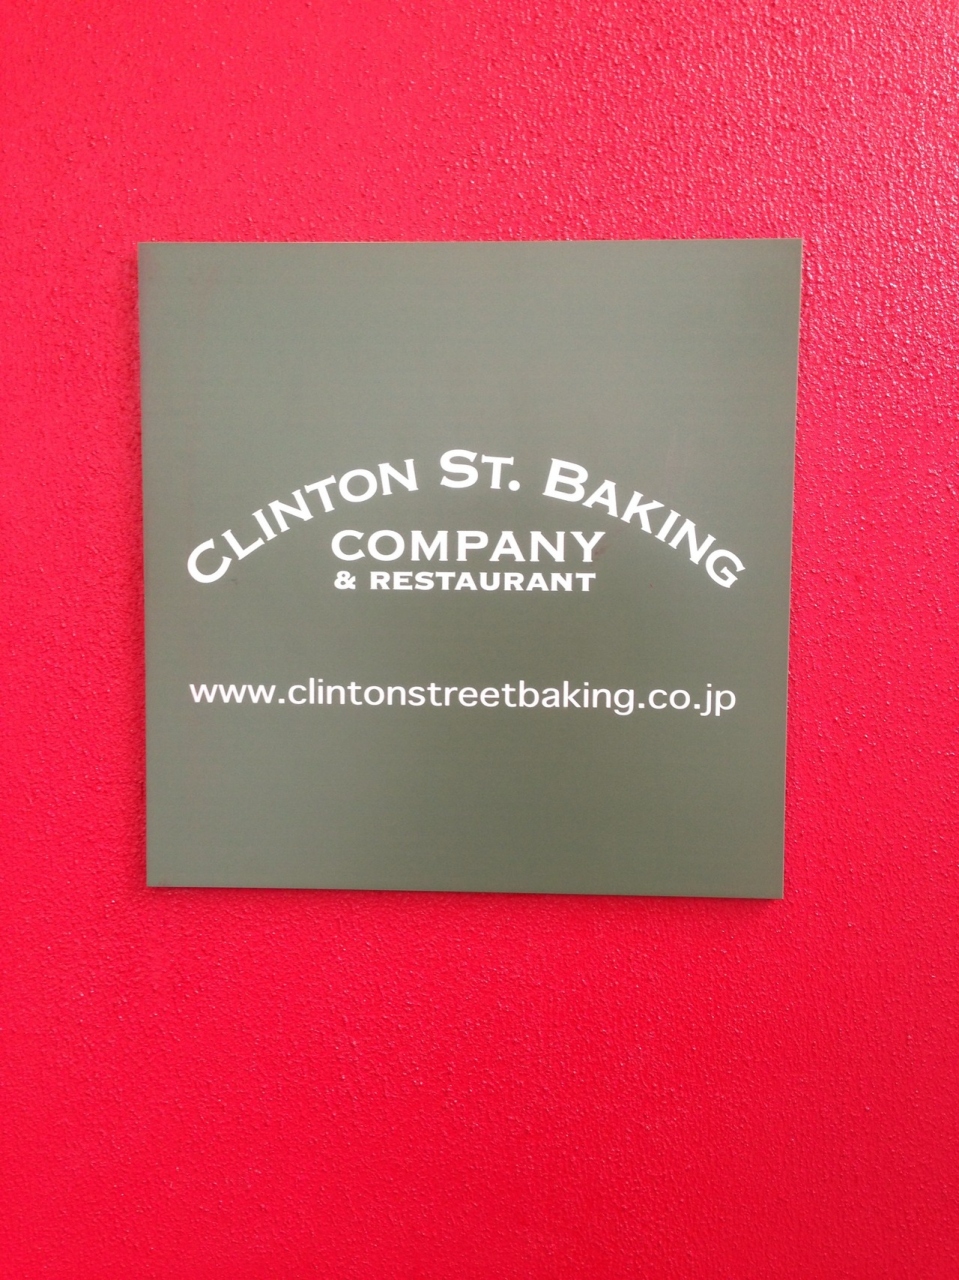 CLINTON ST. BAKING
COMPANY
& RESTAURANT
www.clintonstreetbaking.co.jp